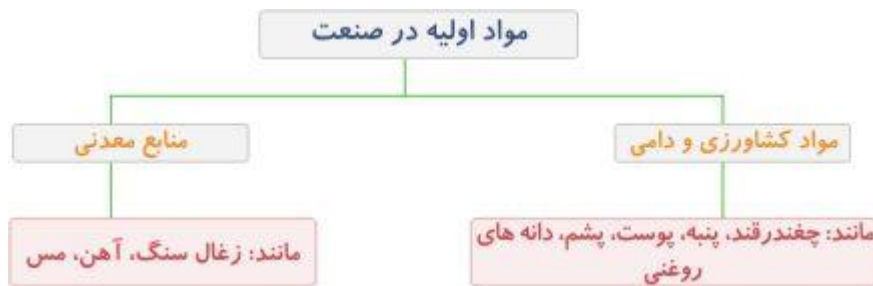 مواد اولیه در صنعت
مواد کشاورزی و دامی
منابع معدنی
مانند: چغندرقند، پنبه، پوست، پشم، دانه های
روغنی
مانند: زغال سنگ، آهن، مس